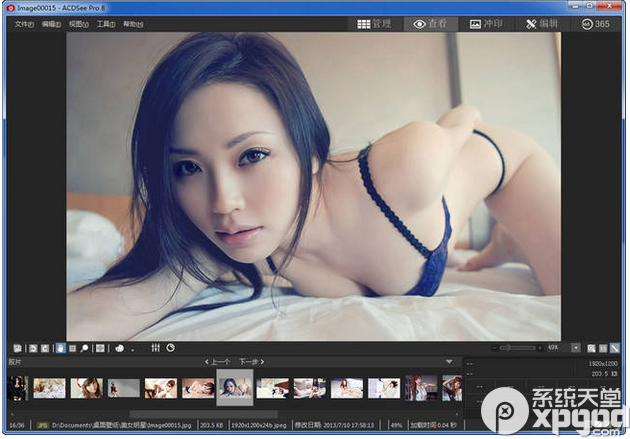 Image00015 - ACDSee Pro 8
文件(F) 编辑(E) 视图(V) 工具(T) 帮助(H)
管理 查看 冲印 编辑 365
49%
图片
上一个 下一步
1920x1200
203.5 K
--
--
16/36 JPG D:\Documents\桌面壁纸\美女明星\Image00015.jpg 203.5 KB 1920x1200x24b jpeg 修改日期: 2013/7/10 17:58:13 49% 加载时间 0.04 秒
系统天堂
xpgod.com